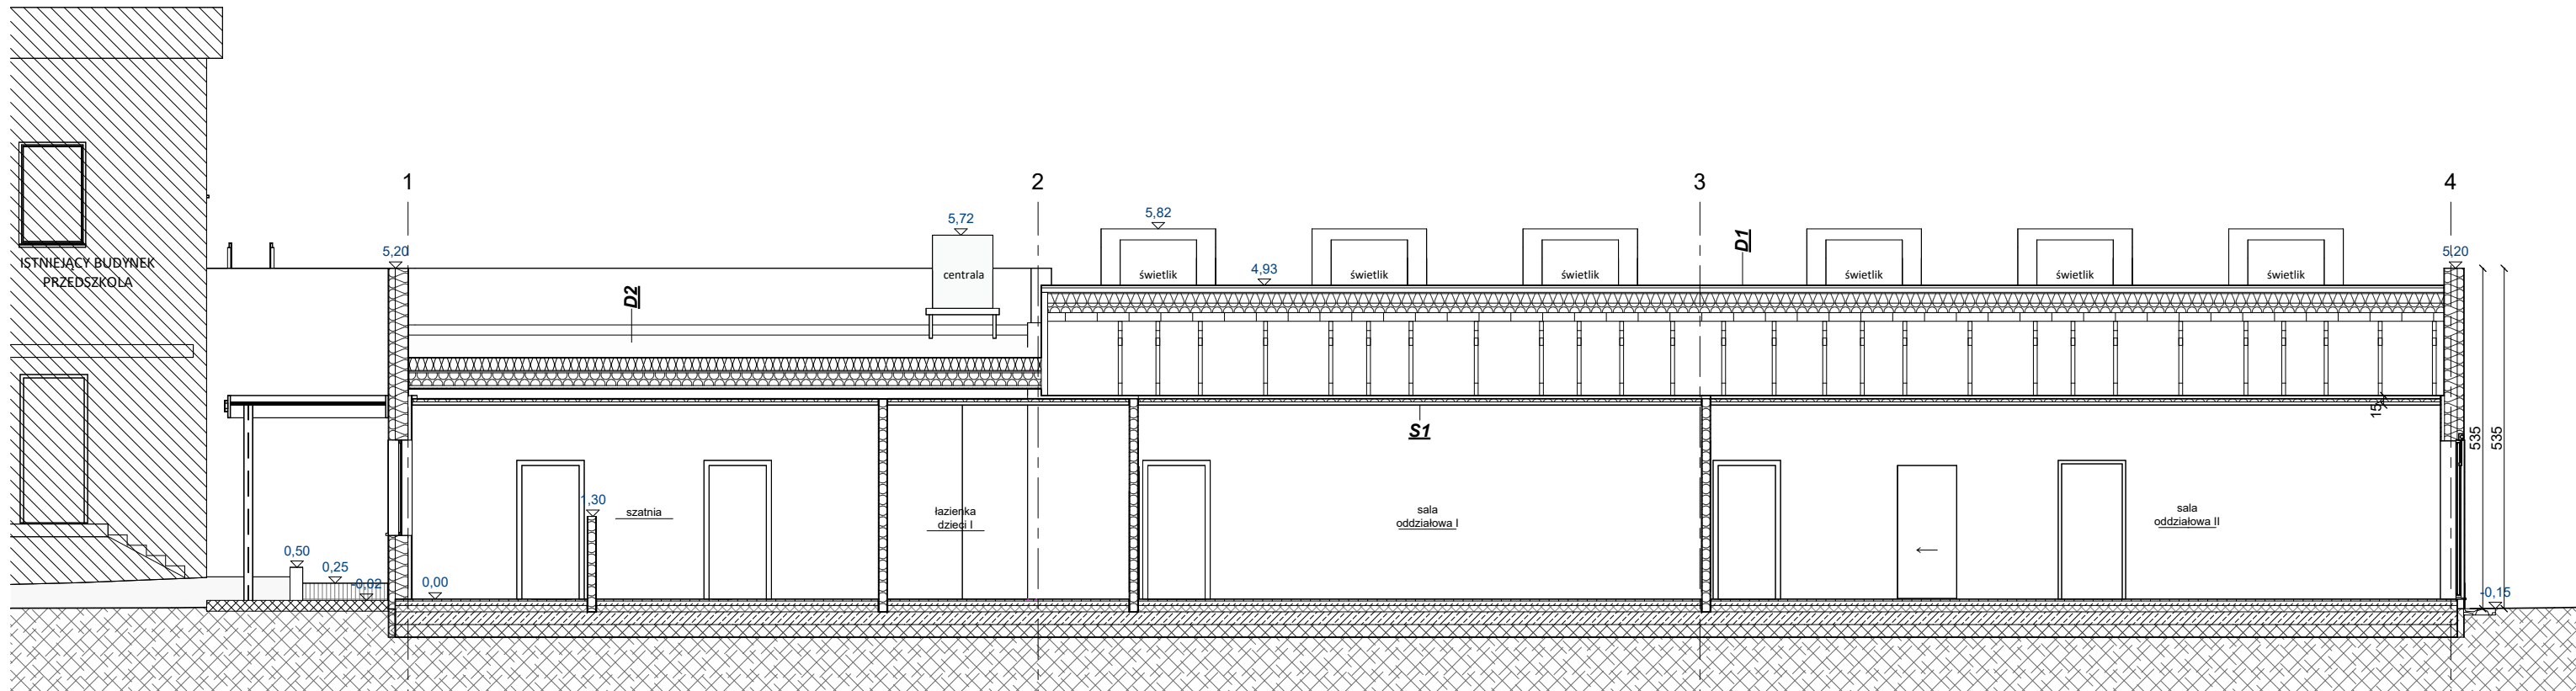 1
2
3
4
5,72
5,82
D1
5,20
4,93
5,20
ISTNIEJĄCY BUDYNEK
PRZEDSZKOLA
centrala
świetlik
świetlik
świetlik
świetlik
świetlik
świetlik
D2
15
S1
535
535
1,30
szatnia
łazienka
dzieci I
sala
oddziałowa I
sala
oddziałowa II
0,50
0,25
-0,02
0,00
-0,15